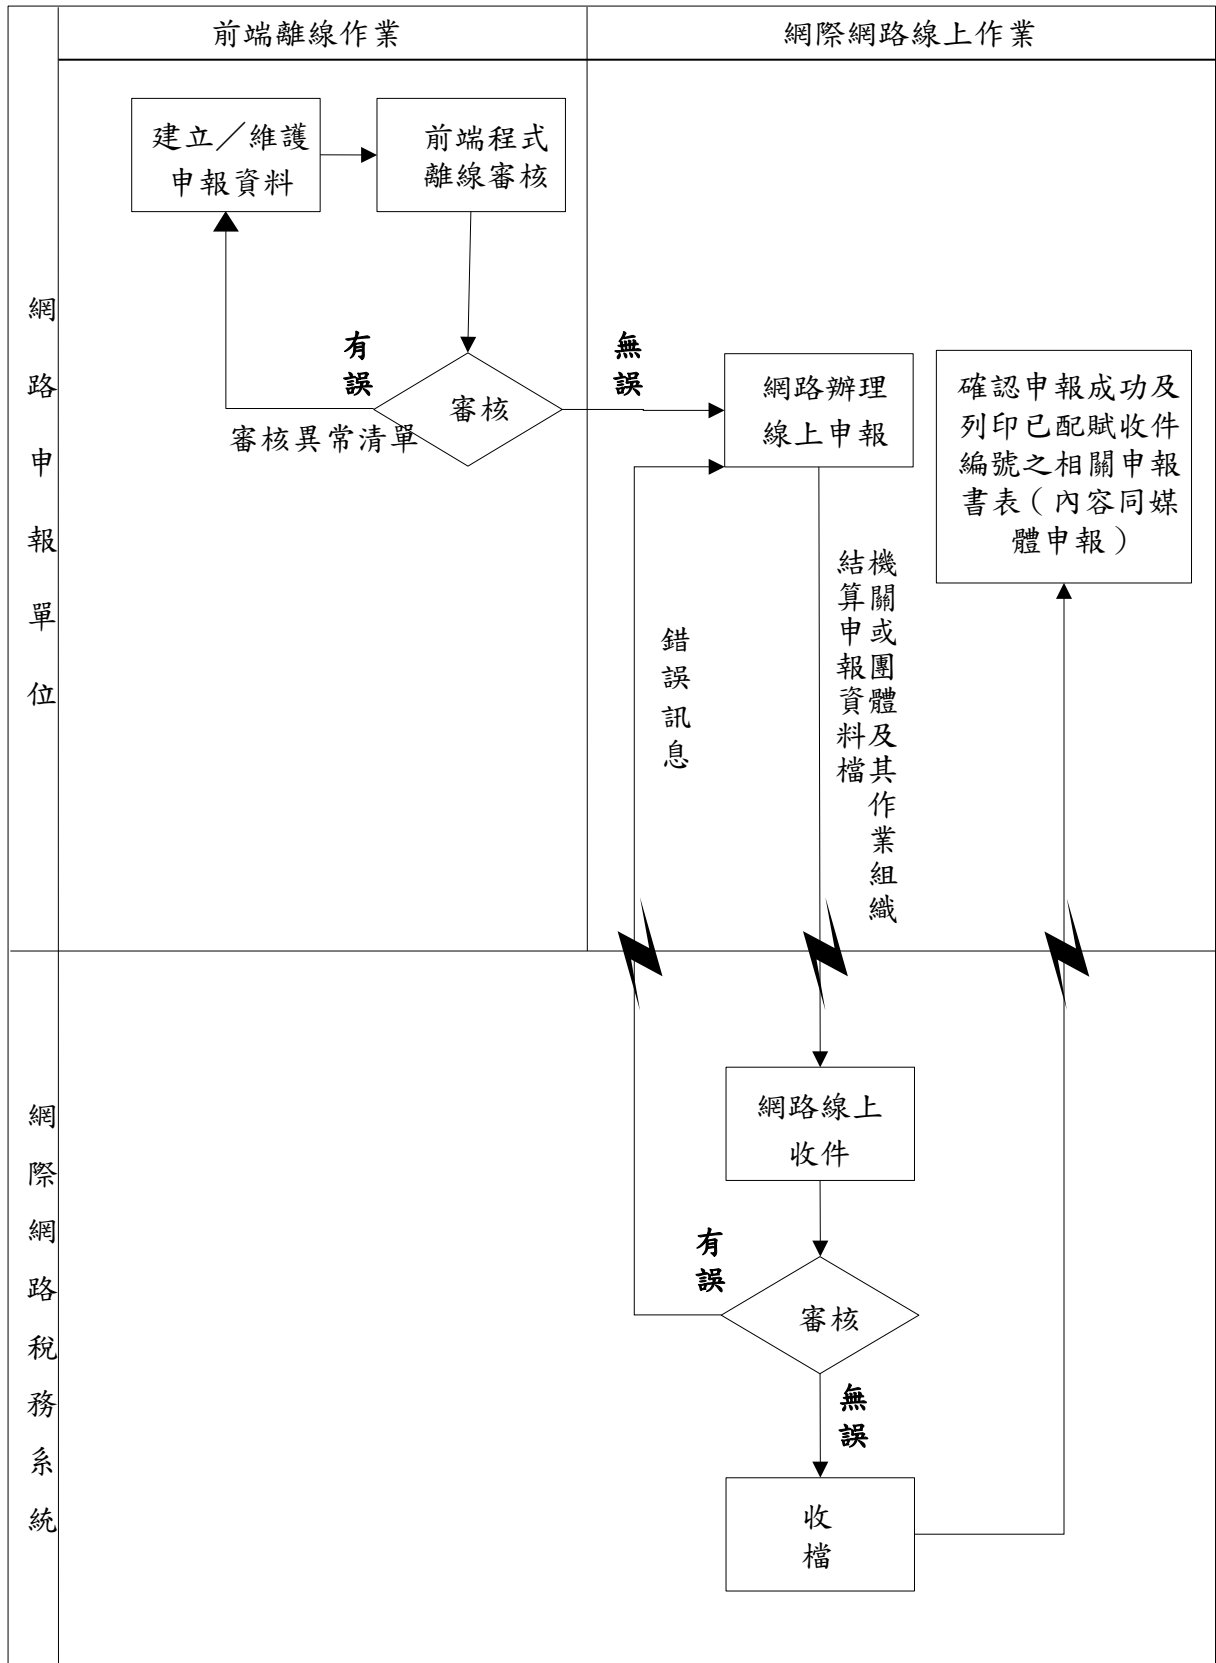 前端離線作業
網際網路線上作業
網路申報單位
建立／維護
申報資料
前端程式
離線審核
有誤
審核
審核異常清單
無誤
網路辦理
線上申報
確認申報成功及
列印已配賦收件
編號之相關申報
書表（內容同媒
體申報）
錯誤訊息
機關或團體及其作業組織
結算申報資料檔
網際網路稅務系統
網路線上
收件
有誤
審核
無誤
收
檔